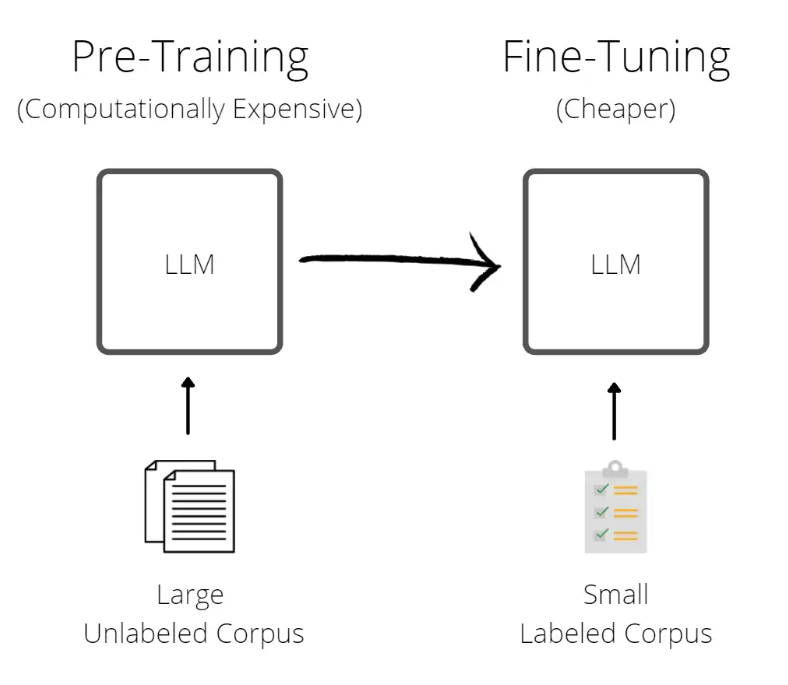 Pre-Training
(Computationally Expensive)
LLM
Large
Unlabeled Corpus
Fine-Tuning
(Cheaper)
LLM
Small
Labeled Corpus